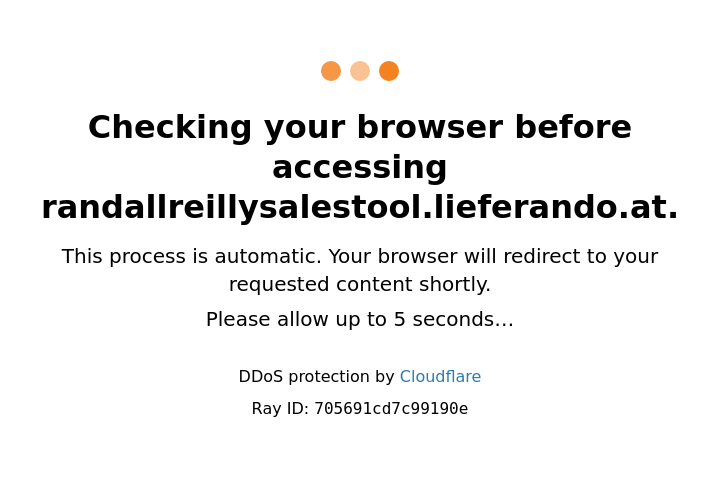 Checking your browser before
accessing
randallreillysalestool.lieferando.at.
This process is automatic. Your browser will redirect to your
requested content shortly.
Please allow up to 5 seconds…
DDoS protection by Cloudflare
Ray ID: 705691cd7c99190e